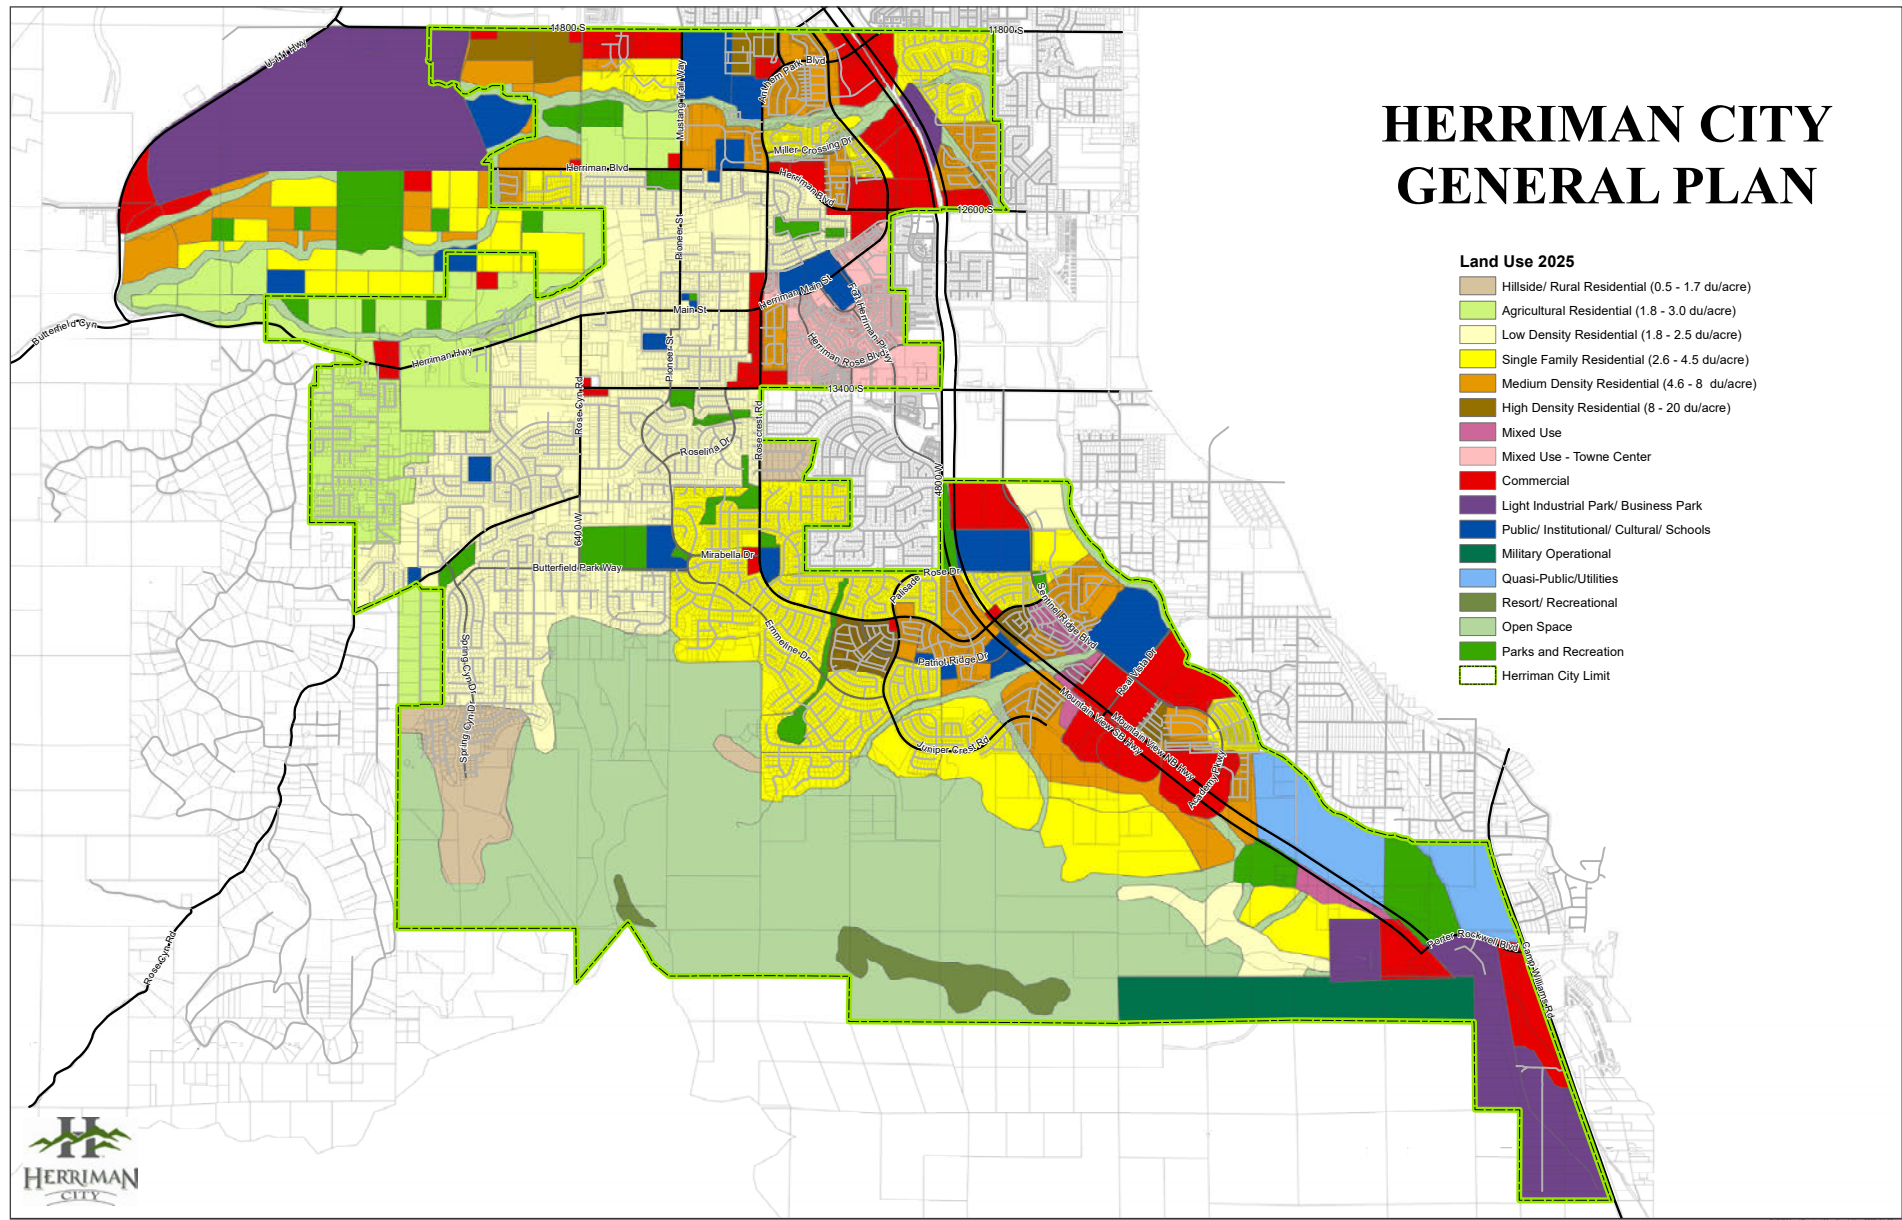 HERRIMAN CITY
GENERAL PLAN
Land Use 2025
Hillside/ Rural Residential (0.5 - 1.7 du/acre)
Agricultural Residential (1.8 - 3.0 du/acre)
Low Density Residential (1.8 - 2.5 du/acre)
Single Family Residential (2.6 - 4.5 du/acre)
Medium Density Residential (4.6 - 8 du/acre)
High Density Residential (8 - 20 du/acre)
Mixed Use
Mixed Use - Towne Center
Commercial
Light Industrial Park/ Business Park
Public/ Institutional/ Cultural/ Schools
Military Operational
Quasi-Public/Utilities
Resort/ Recreational
Open Space
Parks and Recreation
Herriman City Limit
11800 S
11800 S
U-111 Hwy
Anthem Park Blvd
Mustang Trail Way
Miller Crossing Dr
Herriman Blvd
Herriman Blvd
12600 S
Pioneer St
Herriman Main St
Fort Herriman Pkwy
Main St
Butterfield Cyn
Herriman Hwy
Pioneer St
Herriman Rose Blvd
13400 S
Rose Cyn Rd
Rosecrest Rd
Roselina Dr
4800 W
6400 W
Mirabella Dr
Butterfield Park Way
Rose Dr
Palisade
Sentinel Ridge Blvd
Emmeline Dr
Patriot Ridge Dr
Real Vista Dr
Spring Cyn Dr
Spring Cyn Dr
Mountain View SB Hwy
Mountain View NB Hwy
Juniper Crest Rd
Academy Pkwy
Porter Rockwell Blvd
Camp Williams Rd
Rose Cyn Rd
H
HERRIMAN
CITY